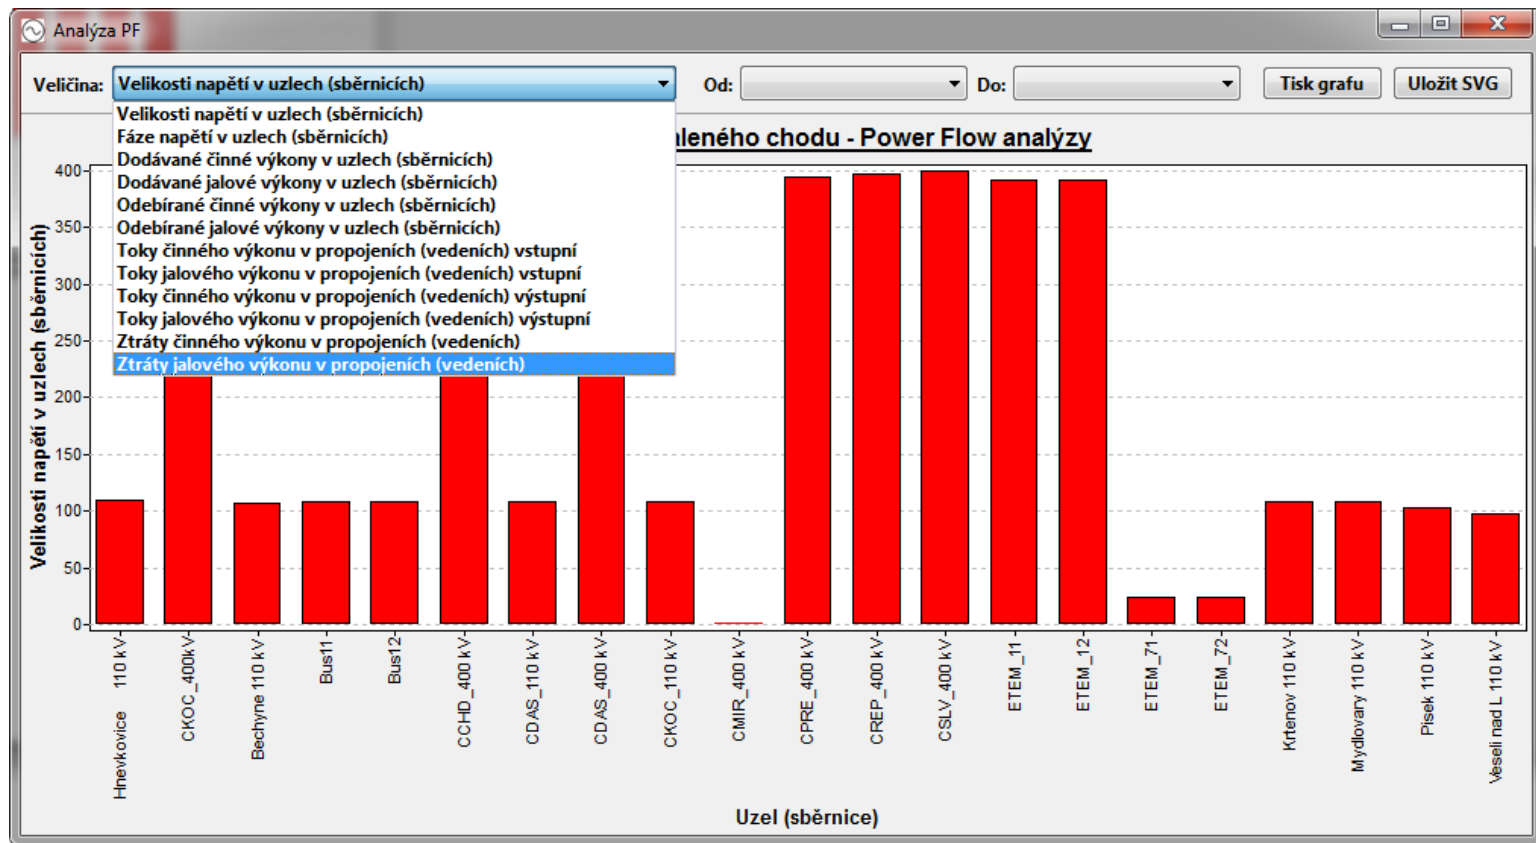 Analýza PF
Veličina: Velikosti napětí v uzlech (sběrnicích) Od: Do: Tisk grafu Uložit SVG
Velikosti napětí v uzlech (sběrnicích)
Fáze napětí v uzlech (sběrnicích)
Dodávané činné výkony v uzlech (sběrnicích)
Dodávané jalové výkony v uzlech (sběrnicích)
Odebírané činné výkony v uzlech (sběrnicích)
Odebírané jalové výkony v uzlech (sběrnicích)
Toky činného výkonu v propojeních (vedeních) vstupní
Toky jalového výkonu v propojeních (vedeních) vstupní
Toky činného výkonu v propojeních (vedeních) výstupní
Toky jalového výkonu v propojeních (vedeních) výstupní
Ztráty činného výkonu v propojeních (vedeních)
Ztráty jalového výkonu v propojeních (vedeních)
áleného chodu - Power Flow analýzy
Velikosti napětí v uzlech (sběrnicích)
400
350
300
250
200
150
100
50
0
Hnevkovice 110 kV
CKOC_400kV
Bechyne 110 kV
Bus11
Bus12
CCHD_400 kV
CDAS_110 kV
CDAS_400 kV
CKOC_110 kV
CMIR_400 kV
CPRE_400 kV
CREP_400 kV
CSLV_400 kV
ETEM_11
ETEM_12
ETEM_71
ETEM_72
Krtenov 110 kV
Mydlovary 110 kV
Pisek 110 kV
Veseli nad L 110 kV
Uzel (sběrnice)